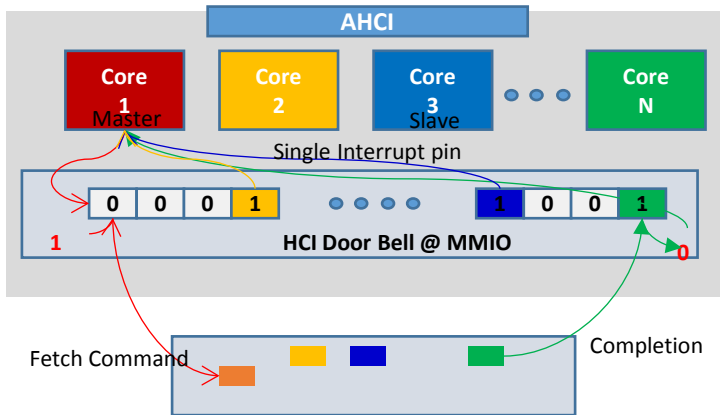 AHCI
Core
1
Core
2
Core
3
Core
N
Master
Slave
Single Interrupt pin
0 0 0 1 1 0 0 1
1
HCI Door Bell @ MMIO
0
Fetch Command
Completion